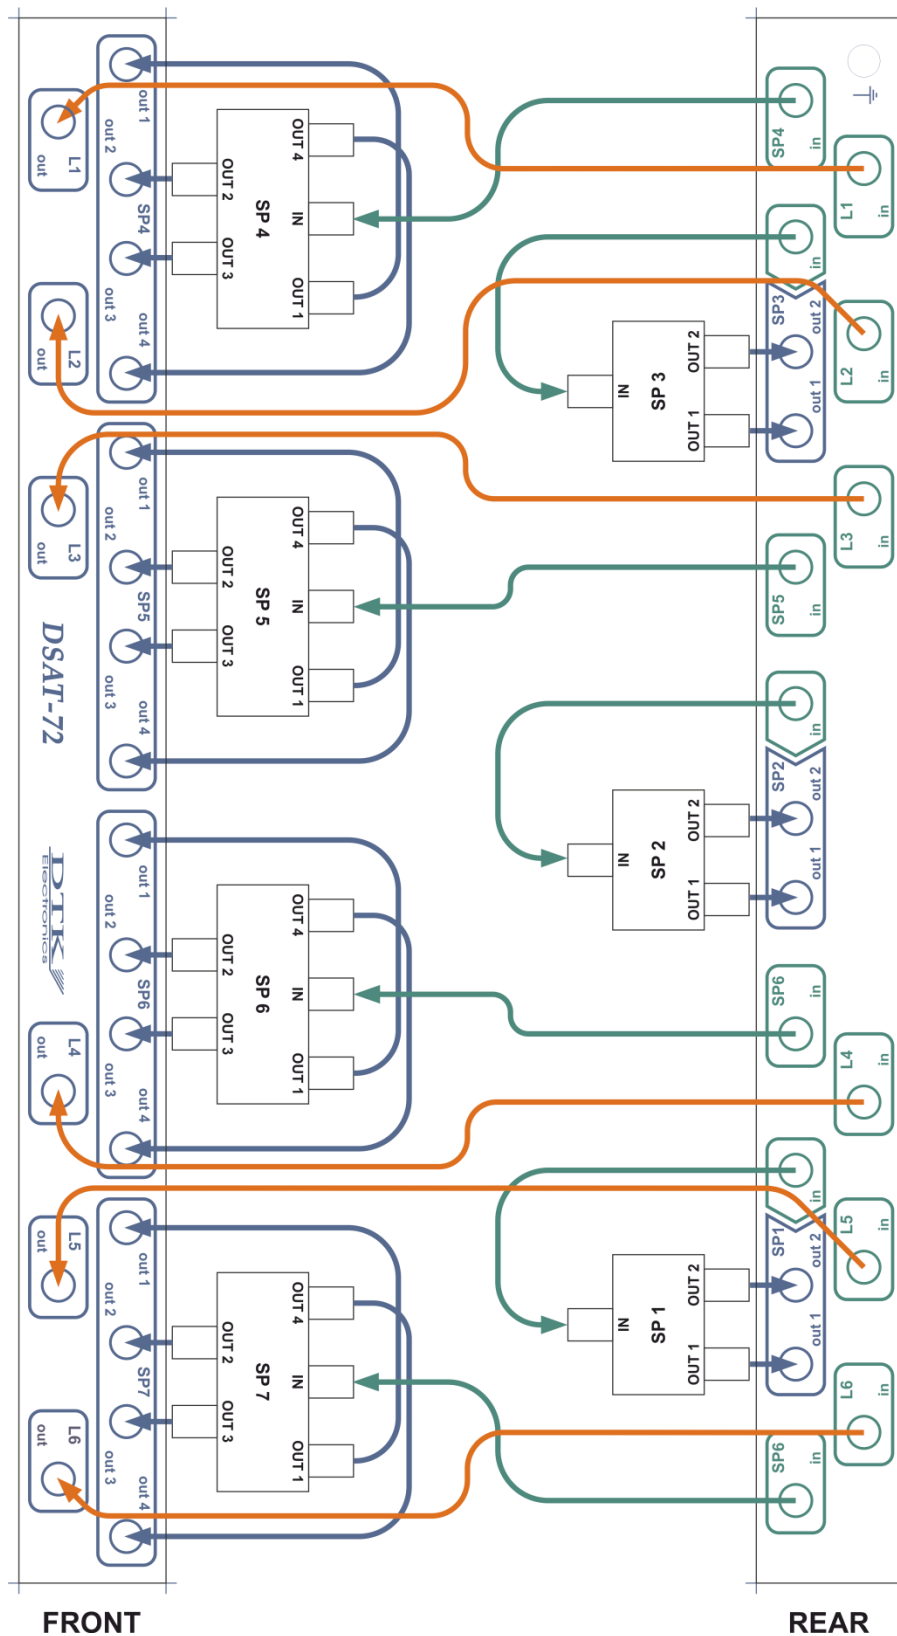 out 1
L1
out
out 2
SP4
out 3
out 4
L2
out
OUT 4
OUT 2
SP 4
IN
OUT 3
OUT 1
SP4
in
L1
in
in
SP3
out 2
out 1
L2
in
OUT 2
IN
SP 3
OUT 1
L3
out
out 1
out 2
SP5
out 3
out 4
OUT 4
OUT 2
SP 5
IN
OUT 3
OUT 1
L3
in
SP5
in
DSAT-72
in
SP2
out 2
out 1
OUT 2
IN
SP 2
OUT 1
DTK
Electronics
out 1
out 2
SP6
out 3
out 4
L4
out
OUT 4
OUT 2
SP 6
IN
OUT 3
OUT 1
SP6
in
L4
in
in
SP1
out 2
out 1
L5
in
OUT 2
IN
SP 1
OUT 1
L5
out
out 1
out 2
SP7
out 3
out 4
L6
out
OUT 4
OUT 2
SP 7
IN
OUT 3
OUT 1
L6
in
SP6
in
FRONT
REAR